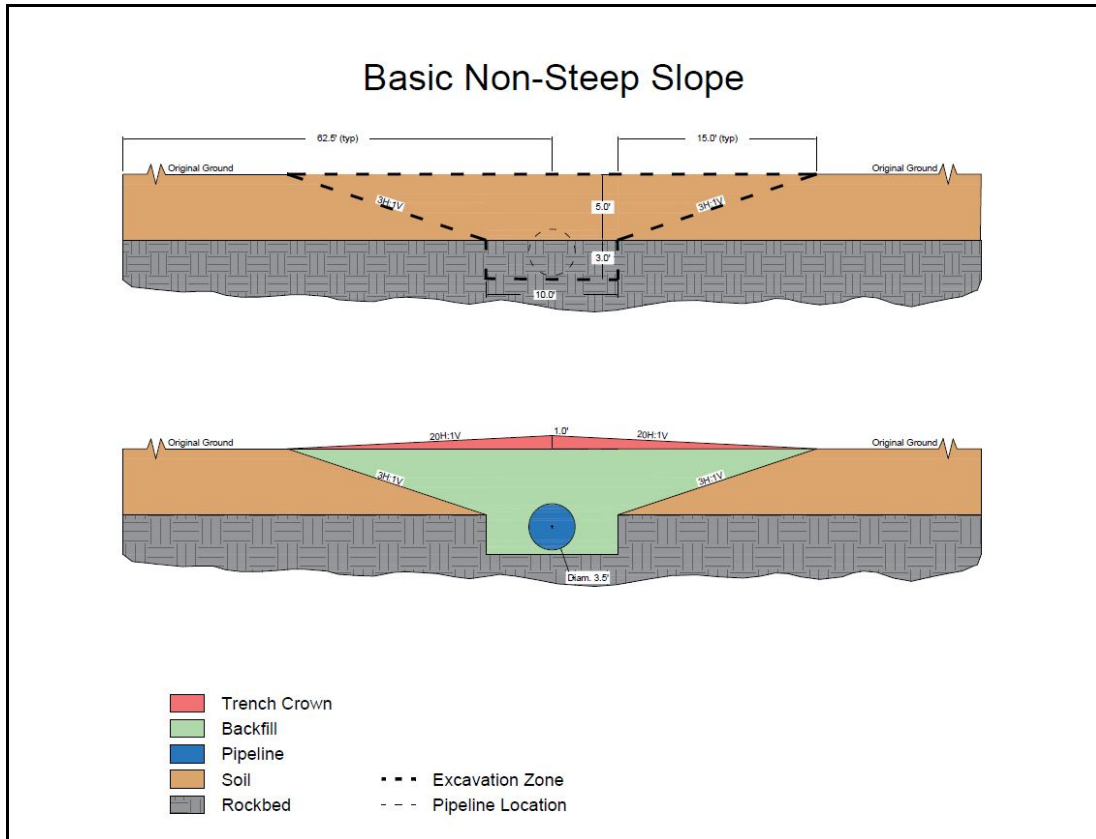 Basic Non-Steep Slope
62.5' (typ)
15.0' (typ)
Original Ground
Original Ground
3H:1V
5.0'
3H:1V
3.0'
10.0'
1.0'
20H:1V
20H:1V
Original Ground
Original Ground
3H:1V
3H:1V
Diam. 3.5'
Trench Crown
Backfill
Pipeline
Soil
Excavation Zone
Rockbed
Pipeline Location